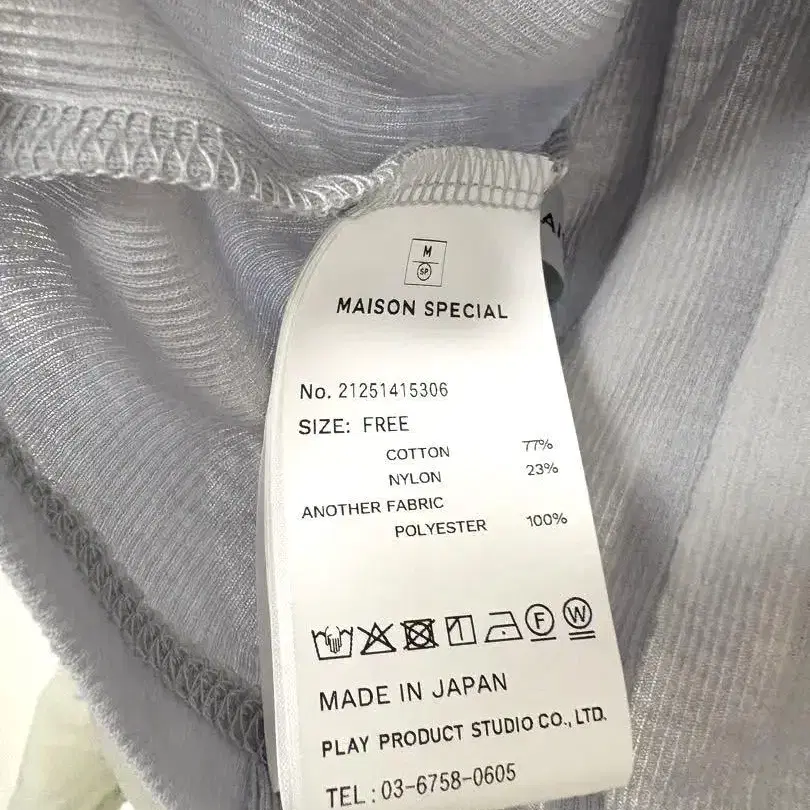 M
SP
MAISON SPECIAL
No. 21251415306
SIZE: FREE
COTTON 77%
NYLON 23%
ANOTHER FABRIC
POLYESTER 100%
F W
MADE IN JAPAN
PLAY PRODUCT STUDIO CO., LTD.
TEL : 03-6758-0605